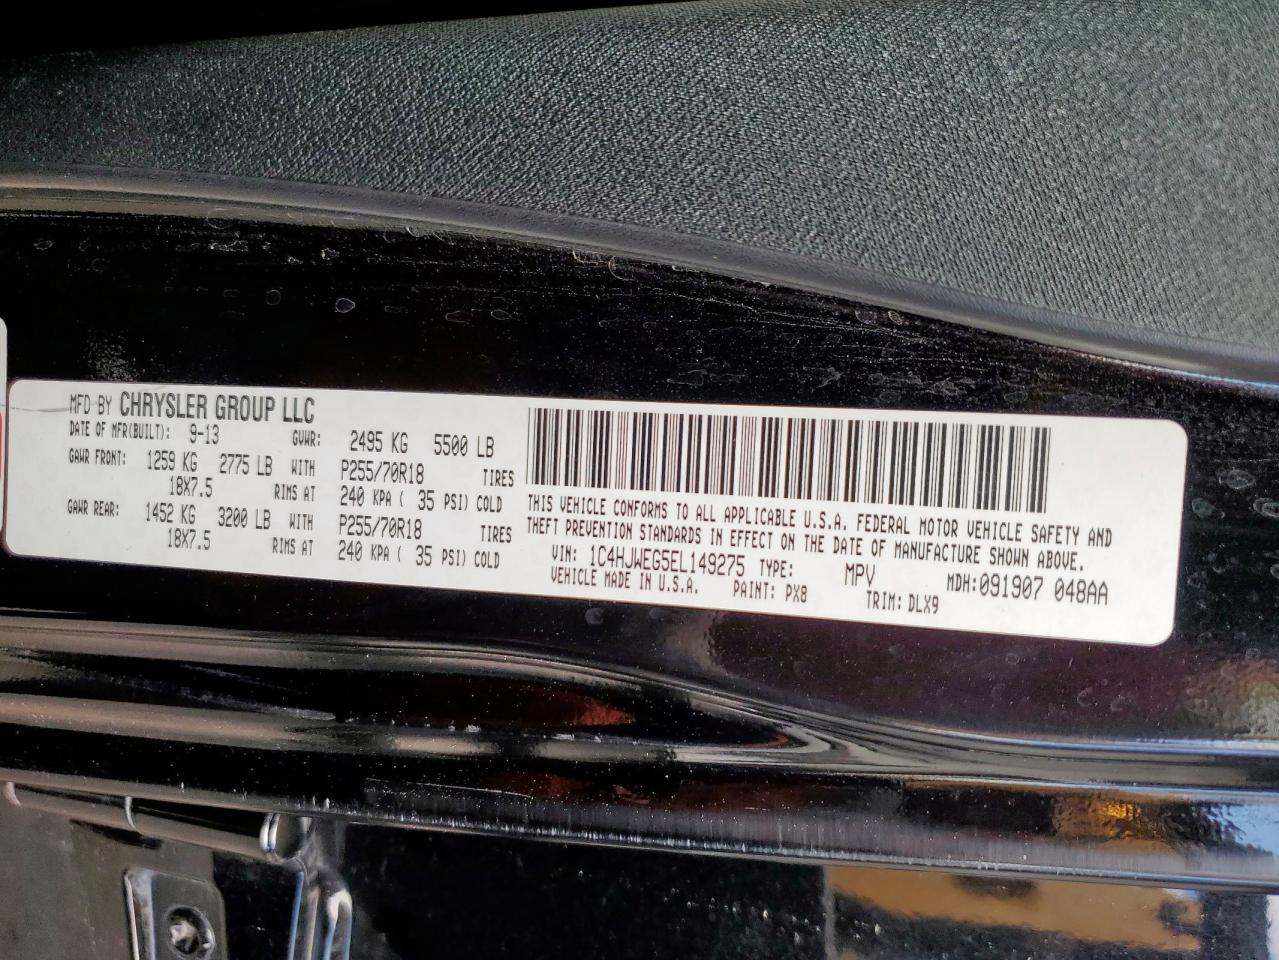 MFD BY CHRYSLER GROUP LLC
DATE OF MFR(BUILT): 9-13 GVWR: 2495 KG 5500 LB
GAWR FRONT: 1259 KG 2775 LB WITH P255/70R18 TIRES
18X7.5 RIMS AT 240 KPA ( 35 PSI) COLD
GAWR REAR: 1452 KG 3200 LB WITH P255/70R18 TIRES
18X7.5 RIMS AT 240 KPA ( 35 PSI) COLD
THIS VEHICLE CONFORMS TO ALL APPLICABLE U.S.A. FEDERAL MOTOR VEHICLE SAFETY AND
THEFT PREVENTION STANDARDS IN EFFECT ON THE DATE OF MANUFACTURE SHOWN ABOVE.
VIN: 1C4HJWEG5EL149275 TYPE: MPV MDH:091907 048AA
VEHICLE MADE IN U.S.A. PAINT: PX8 TRIM: DLX9